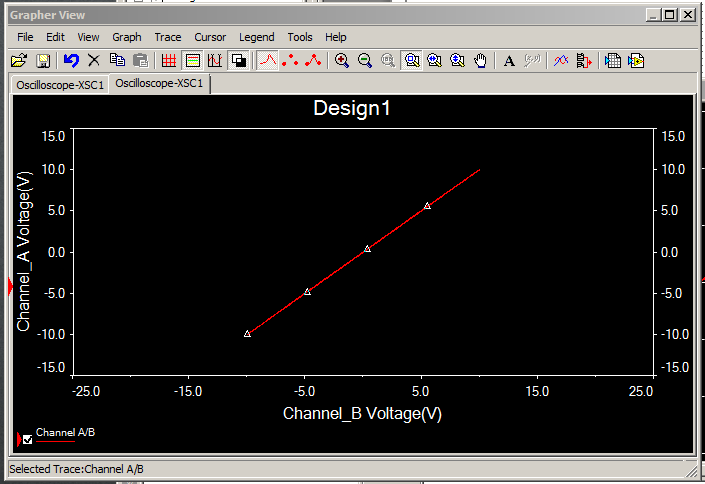 Grapher View
File Edit View Graph Trace Cursor Legend Tools Help
A
Oscilloscope-XSC1 Oscilloscope-XSC1
Design1
Channel_A Voltage(V)
15.0 15.0
10.0 10.0
5.0 5.0
0.0 0.0
-5.0 -5.0
-10.0 -10.0
-15.0 -15.0
-25.0 -15.0 -5.0 5.0 15.0 25.0
Channel_B Voltage(V)
Channel A/B
Selected Trace:Channel A/B